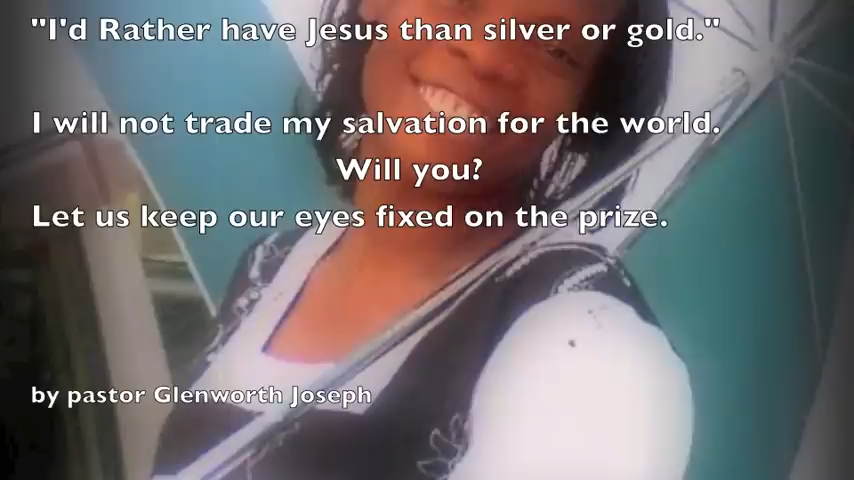 "I'd Rather have Jesus than silver or gold."
I will not trade my salvation for the world.
Will you?
Let us keep our eyes fixed on the prize.
by pastor Glenworth Joseph